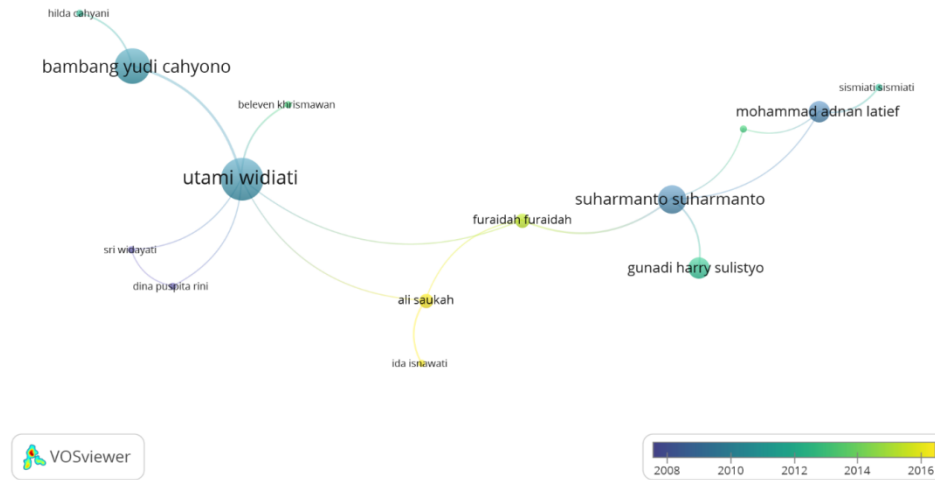 hilda cahyani
bambang yudi cahyono
beleven khrismawan
sismiati sismiati
mohammad adnan latief
utami widiati
suharmanto suharmanto
furaidah furaidah
sri widayati
gunadi harry sulistyo
dina puspita rini
ali saukah
ida isnawati
VOSviewer
2008 2010 2012 2014 2016